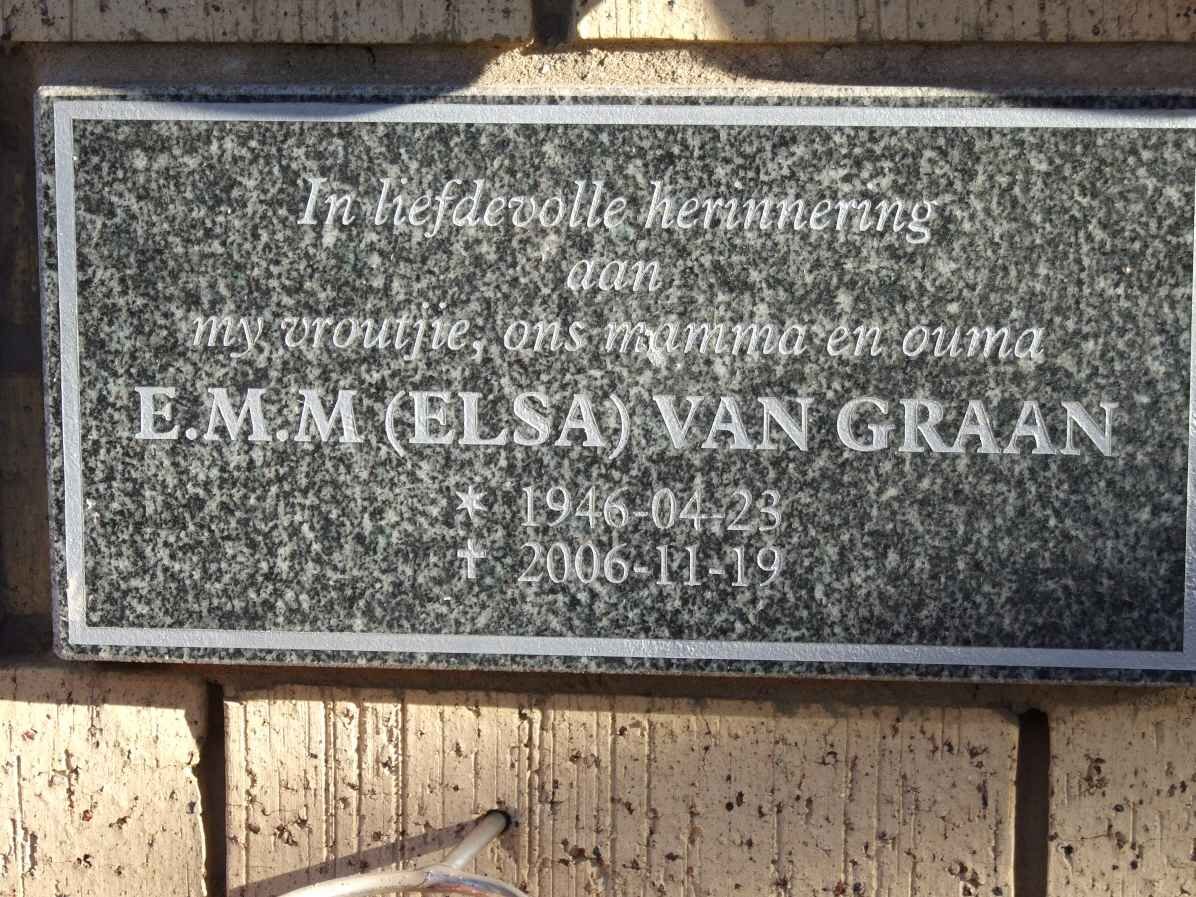 In liefdevolle herinnering
aan
my vroutjie, ons mamma en ouma
E.M.M (ELSA) VAN GRAAN
* 1946-04-23
✝ 2006-11-19